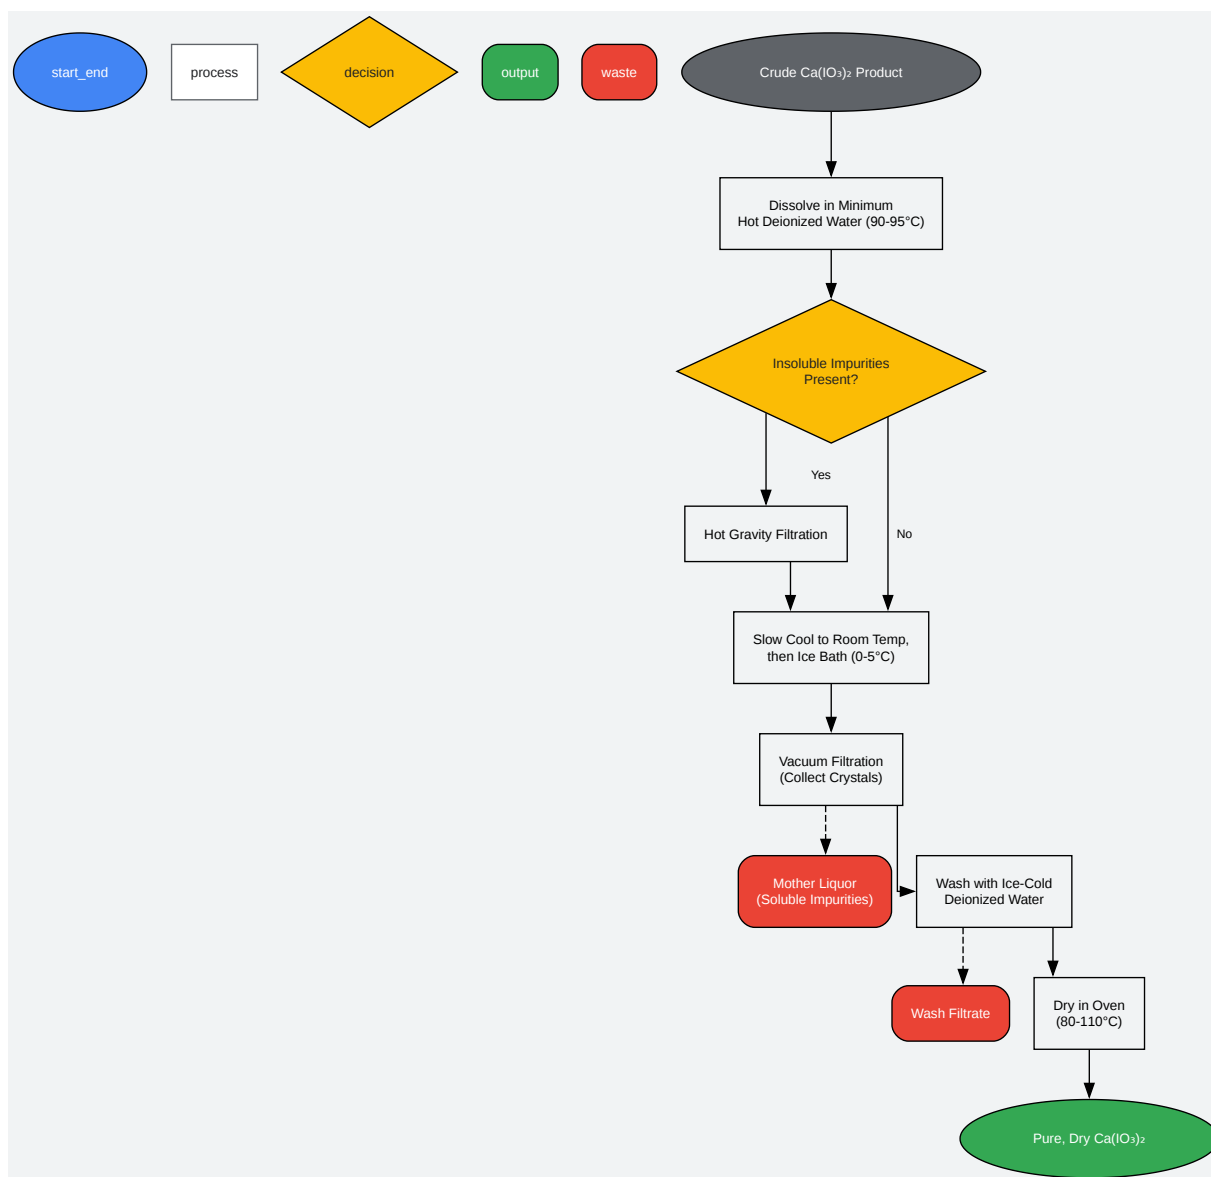 start_end
process
decision
output
waste
Crude Ca(IO₃)₂ Product
Dissolve in Minimum
Hot Deionized Water (90-95°C)
Insoluble Impurities
Present?
Yes
Hot Gravity Filtration
No
Slow Cool to Room Temp,
then Ice Bath (0-5°C)
Vacuum Filtration
(Collect Crystals)
Mother Liquor
(Soluble Impurities)
Wash with Ice-Cold
Deionized Water
Wash Filtrate
Dry in Oven
(80-110°C)
Pure, Dry Ca(IO₃)₂